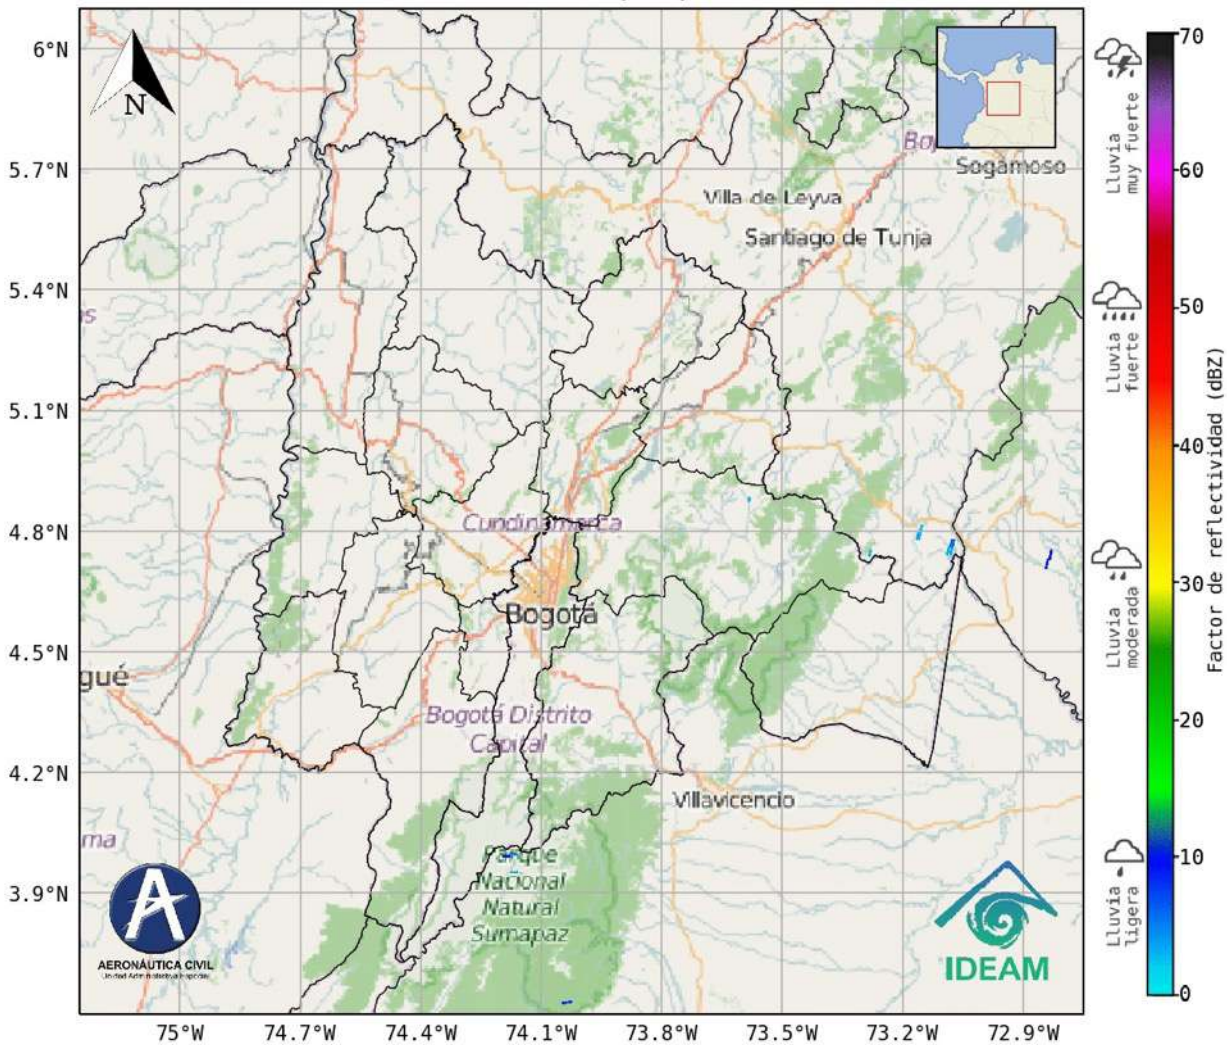 6°N
5.7°N
5.4°N
5.1°N
4.8°N
4.5°N
4.2°N
3.9°N
N
Sogamoso
Villa de Leyva
Santiago de Tunja
Cundinamarca
Bogotá
gué
Bogotá Distrito
Capital
Villavicencio
ma
Parque
Nacional
Natural
Sumapaz
AERONÁUTICA CIVIL
Unidad Administrativa Especial
IDEAM
75°W
74.7°W
74.4°W
74.1°W
73.8°W
73.5°W
73.2°W
72.9°W
Lluvia
muy fuerte
Lluvia
fuerte
Lluvia
moderada
Lluvia
ligera
70
60
50
40
30
20
10
0
Factor de reflectividad (dBZ)